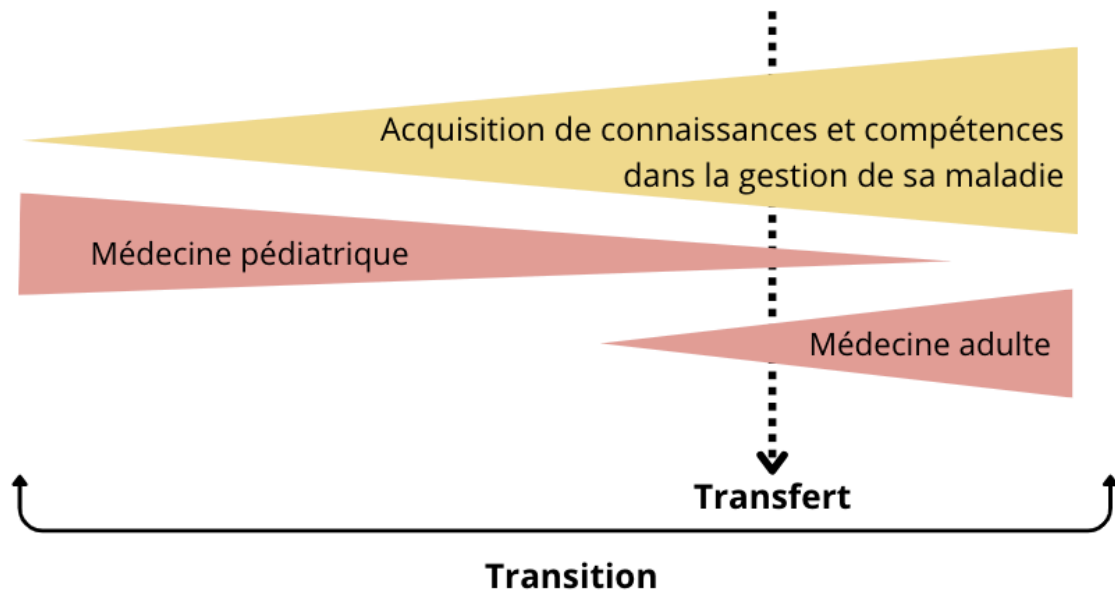 Acquisition de connaissances et compétences
dans la gestion de sa maladie
Médecine pédiatrique
Médecine adulte
Transfert
Transition